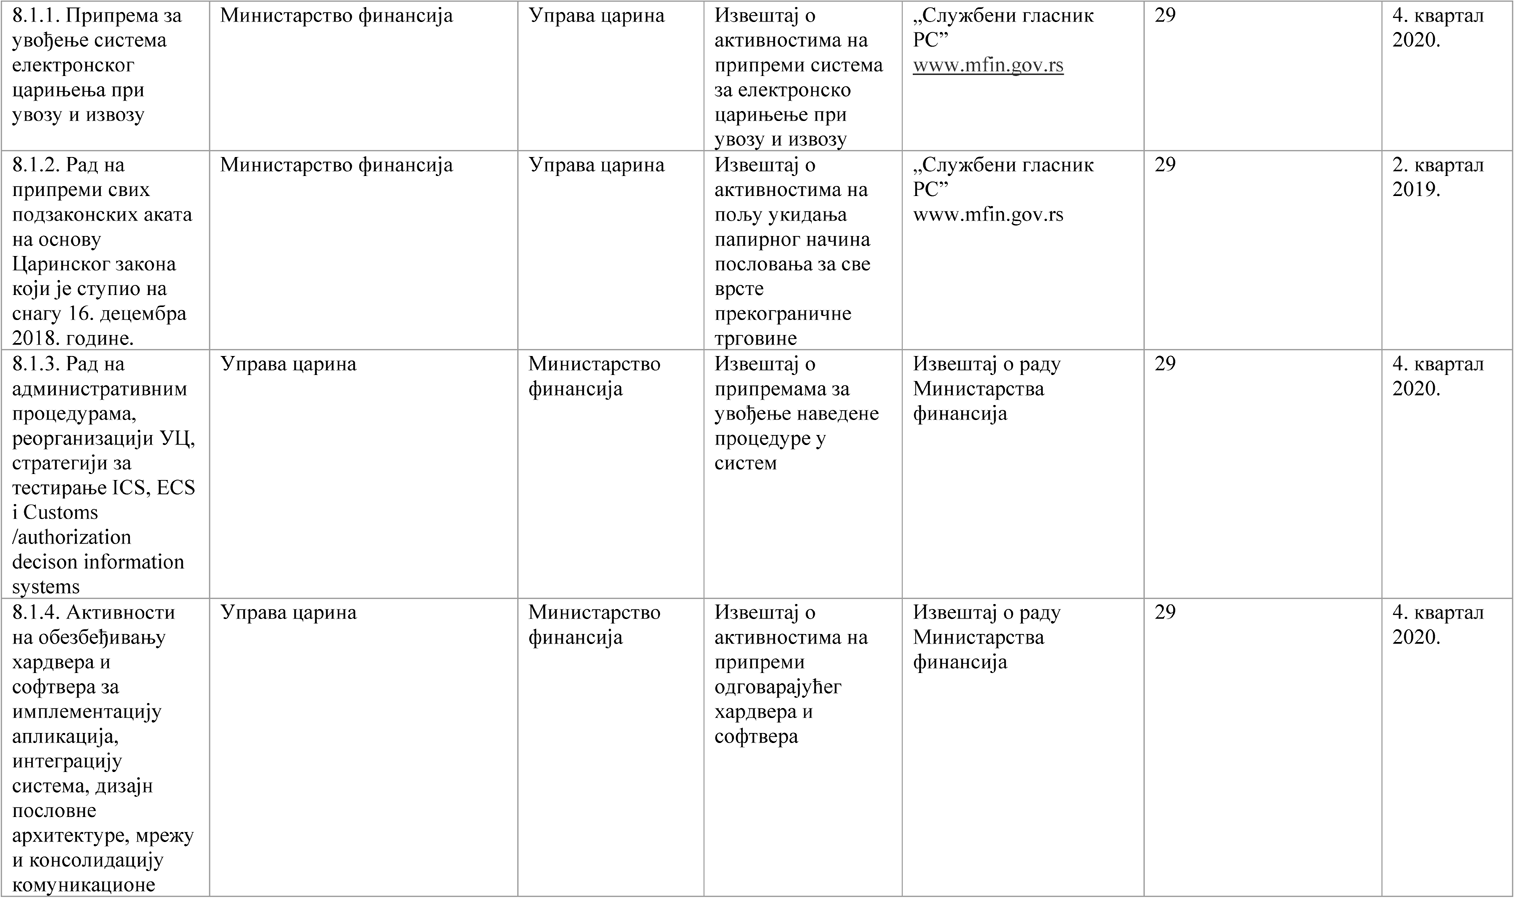 8.1.1. Припрема за
увођење система
електронског
царињења при
увозу и извозу
Министарство финансија
Управа царина
Извештај о
активностима на
припреми система
за електронско
царињење при
увозу и извозу
„Службени гласник
РС”
www.mfin.gov.rs
29
4. квартал
2020.
8.1.2. Рад на
припреми свих
подзаконских аката
на основу
Царинског закона
који је ступио на
снагу 16. децембра
2018. године.
Министарство финансија
Управа царина
Извештај о
активностима на
пољу укидања
папирног начина
пословања за све
врсте
прекограничне
трговине
„Службени гласник
РС”
www.mfin.gov.rs
29
2. квартал
2019.
8.1.3. Рад на
административним
процедурама,
реорганизацији УЦ,
стратегији за
тестирање ICS, ECS
i Customs
/authorization
decison information
systems
Управа царина
Министарство
финансија
Извештај о
припремама за
увођење наведене
процедуре у
систем
Извештај о раду
Министарства
финансија
29
4. квартал
2020.
8.1.4. Активности
на обезбеђивању
хардвера и
софтвера за
имплементацију
апликација,
интеграцију
система, дизајн
пословне
архитектуре, мрежу
и консолидацију
комуникационе
Управа царина
Министарство
финансија
Извештај о
активностима на
припреми
одговарајућег
хардвера и
софтвера
Извештај о раду
Министарства
финансија
29
4. квартал
2020.